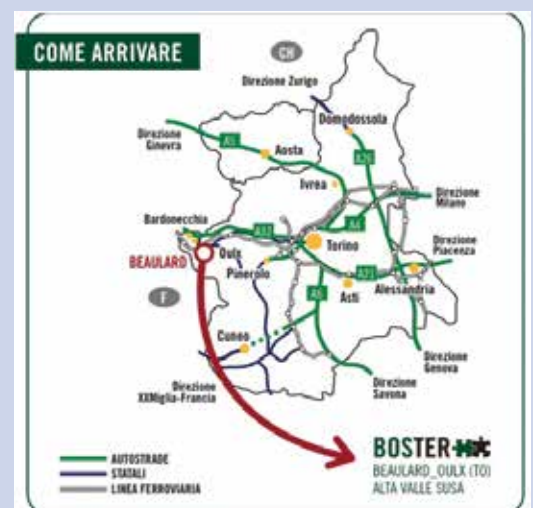 COME ARRIVARE
CH
Direzione Zurigo
Domodossola
Direzione
Ginevra
A5
Aosta
A26
Ivrea
Direzione
Milano
Bardonecchia
A32
A4
Torino
BEAULARD
Oulx
Direzione
Piacenza
Pinerolo
A21
F
A6
Asti
Alessandria
Cuneo
Direzione
Genova
Direzione
XXMiglia-Francia
Direzione
Savona
AUTOSTRADE
STATALI
LINEA FERROVIARIA
BOSTER
BEAULARD_OULX (TO)
ALTA VALLE SUSA